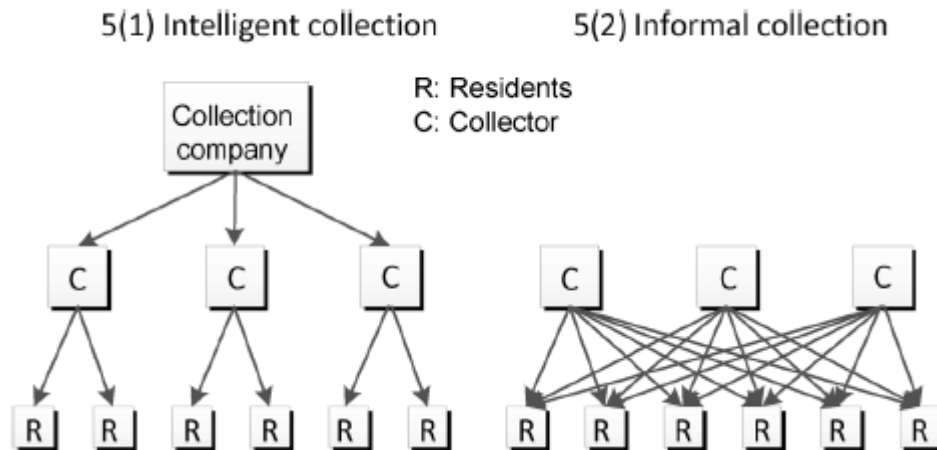 5(1) Intelligent collection
5(2) Informal collection
R: Residents
C: Collector
Collection
company
C C C
C C C
R R R R R R
R R R R R R